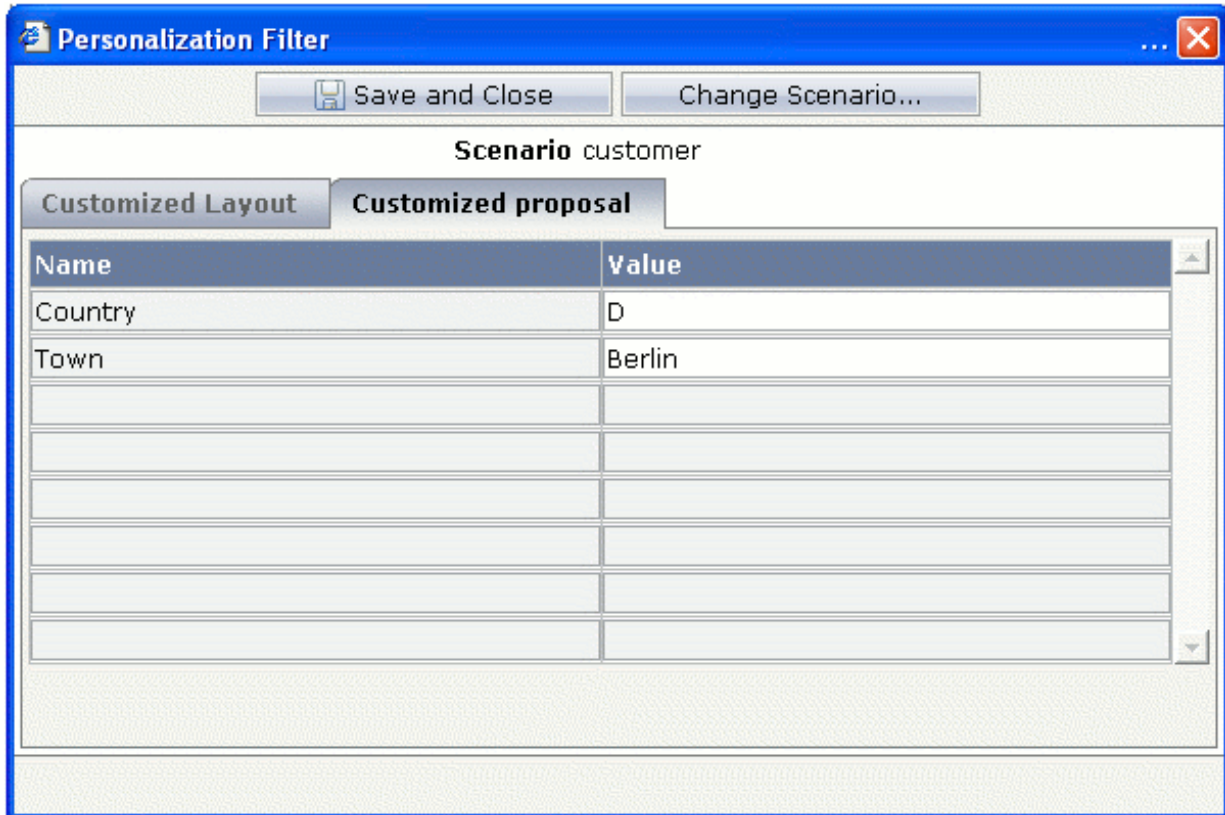 Personalization Filter ...
Save and Close Change Scenario...
Scenario customer
Customized Layout Customized proposal
Name Value
Country D
Town Berlin